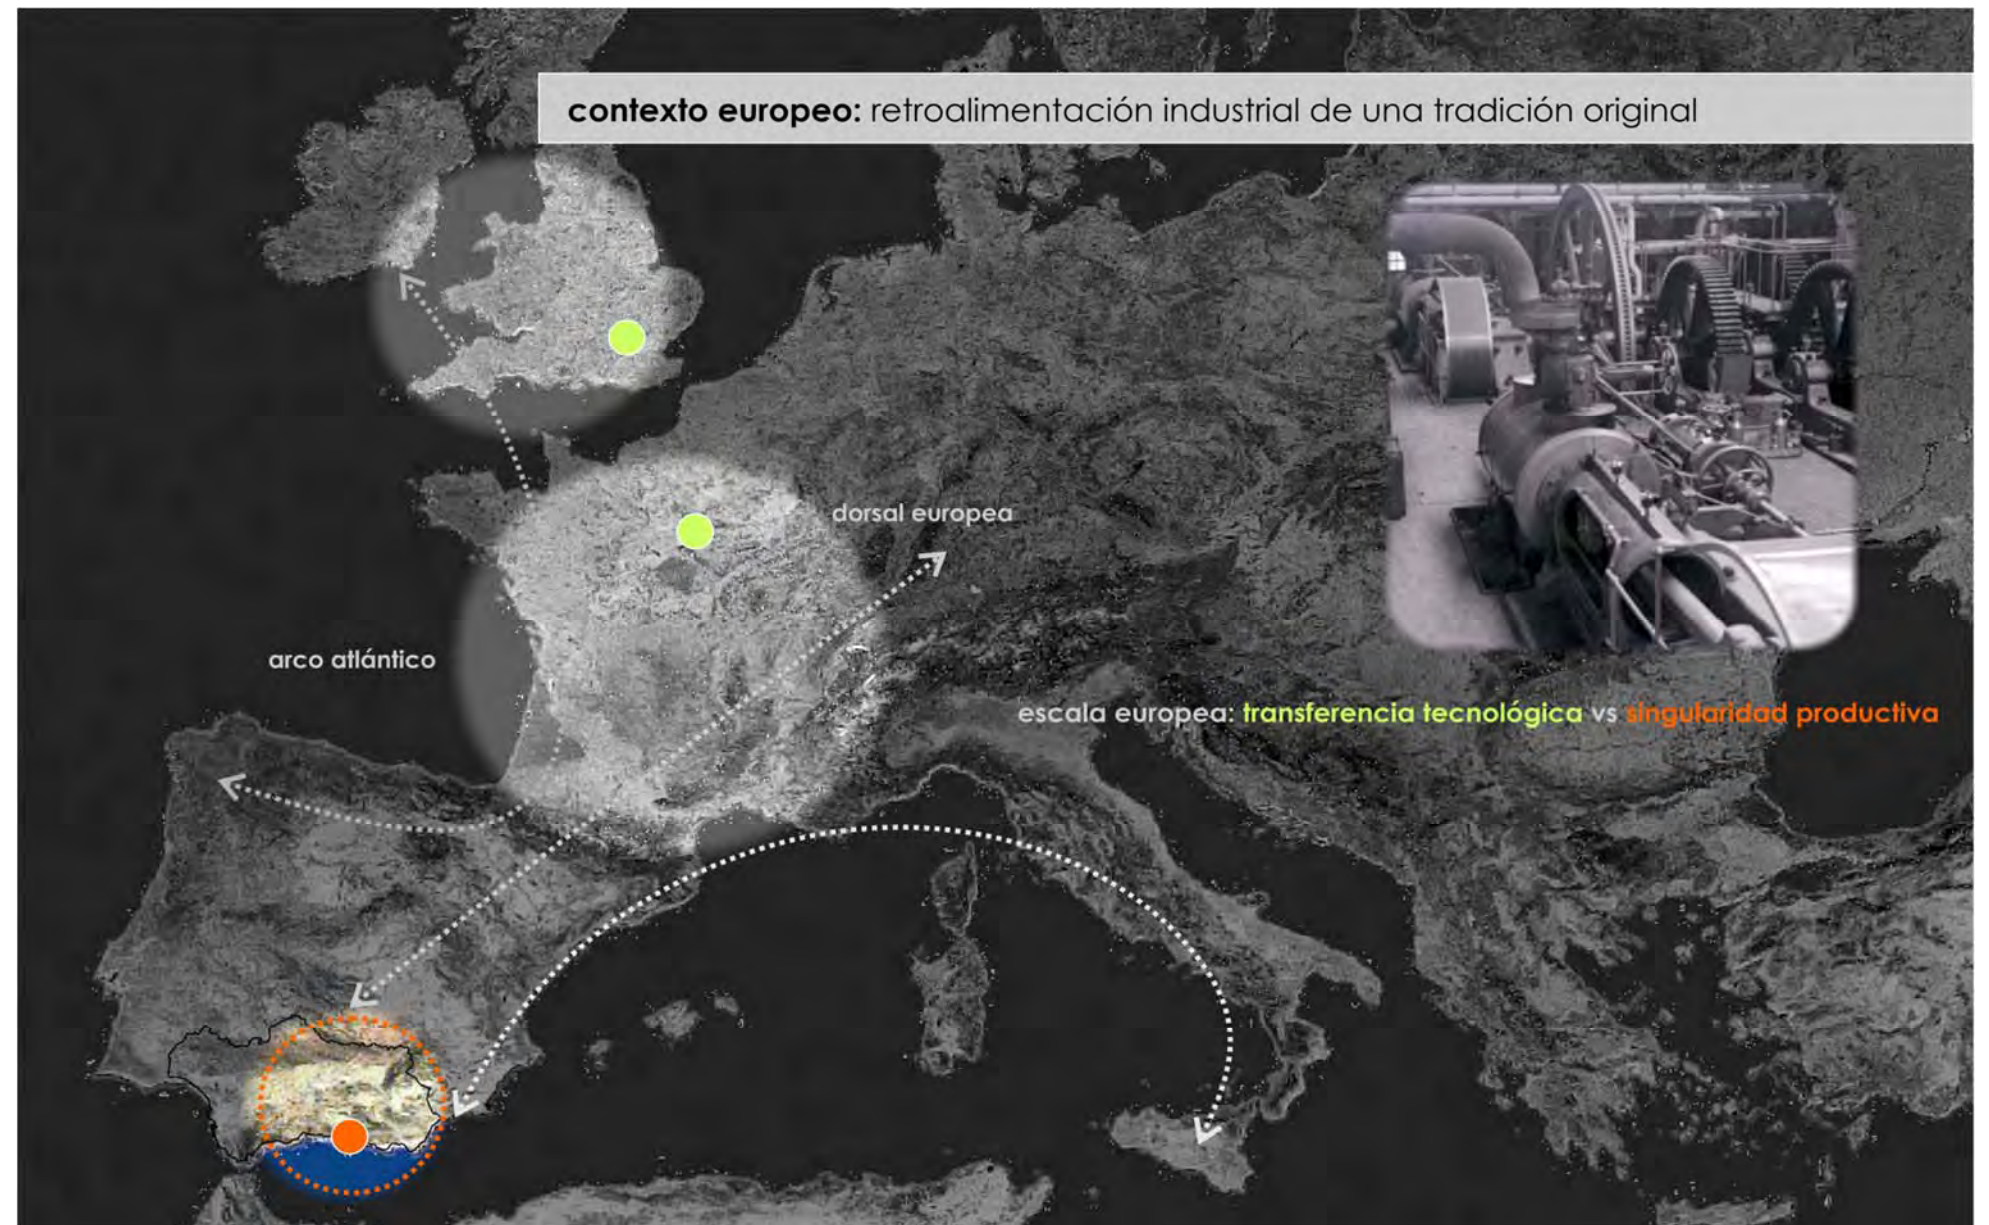 contexto europeo: retroalimentación industrial de una tradición original
dorsal europea
arco atlántico
escala europea: transferencia tecnológica vs singularidad productiva